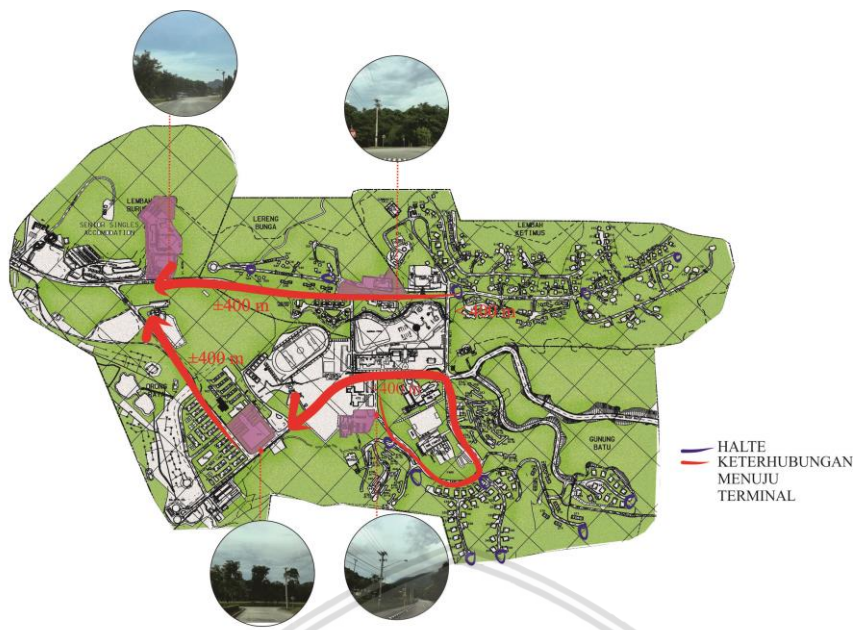 LEMBAH
SENIOR SINGLES
ACCOMODATION
LERENG
BUNGA
LEMBAH
KETIMUS
±400 m
±400 m
400 m
400 m
GUNUNG
BATU
HALTE
KETERHUBUNGAN
MENUJU
TERMINAL